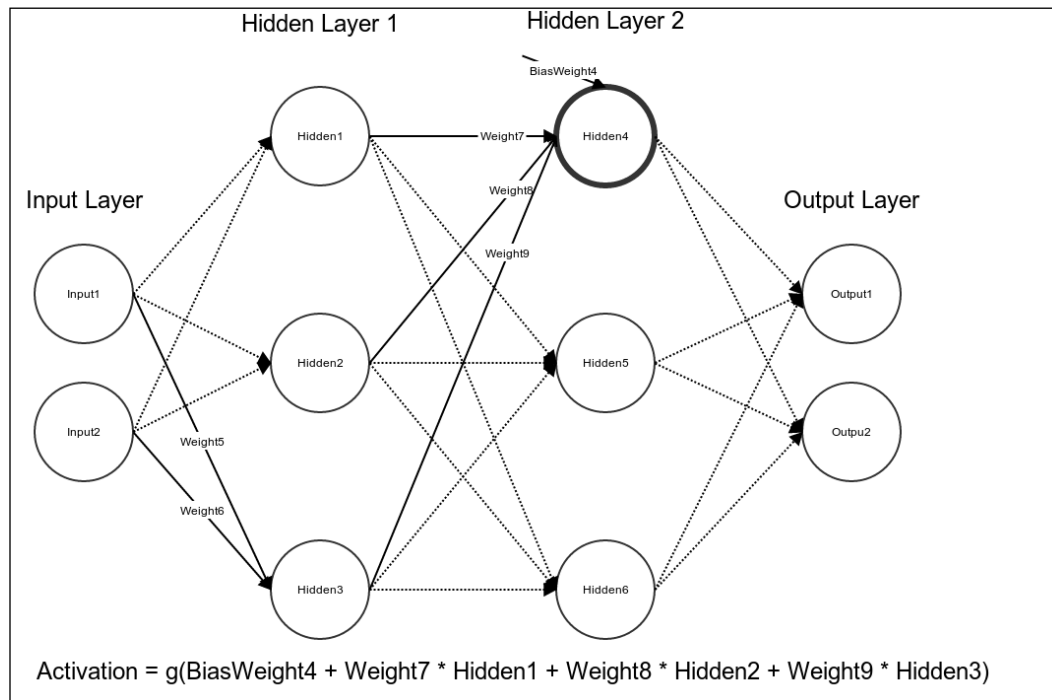 Hidden Layer 1
Hidden Layer 2
BiasWeight4
Hidden1
Weight7
Hidden4
Weight8
Input Layer
Output Layer
Weight9
Input1
Output1
Hidden2
Hidden5
Input2
Outpu2
Weight5
Weight6
Hidden3
Hidden6
Activation = g(BiasWeight4 + Weight7 * Hidden1 + Weight8 * Hidden2 + Weight9 * Hidden3)